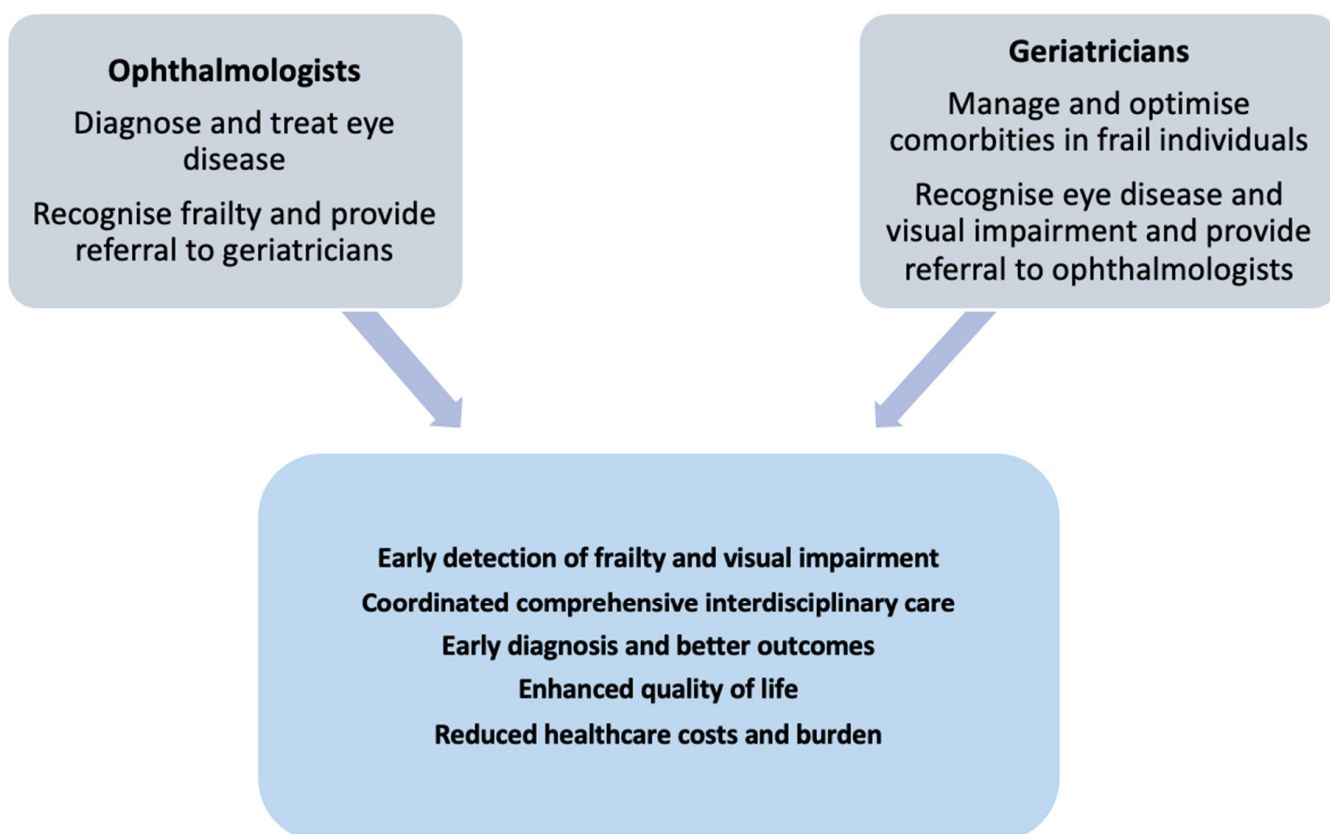 Ophthalmologists
Diagnose and treat eye
disease
Recognise frailty and provide
referral to geriatricians
Geriatricians
Manage and optimise
comorbities in frail individuals
Recognise eye disease and
visual impairment and provide
referral to ophthalmologists
Early detection of frailty and visual impairment
Coordinated comprehensive interdisciplinary care
Early diagnosis and better outcomes
Enhanced quality of life
Reduced healthcare costs and burden